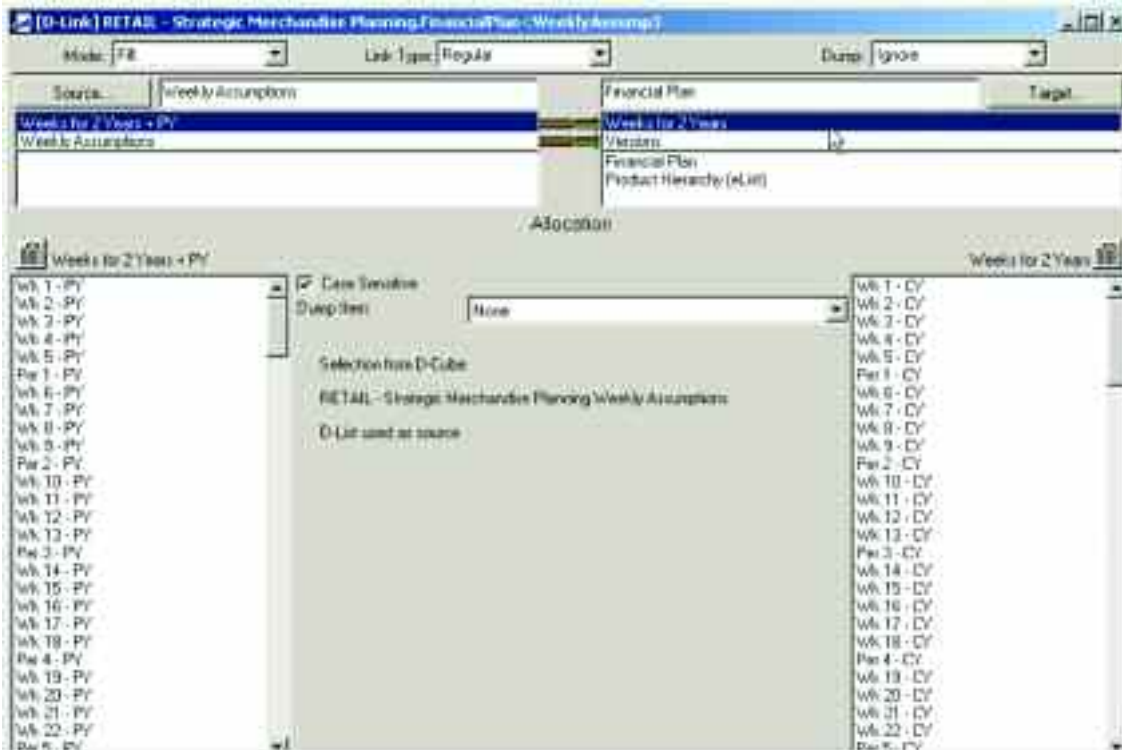 [D-Link] RETAIL - Strategic Merchandise Planning.FinancialPlan<WeeklyAssump1
Mode: Fill
Link Type: Regular
Dump: Ignore
Source...
Weekly Assumptions
Financial Plan
Target...
Weeks for 2 Years + PY
Weeks for 2 Years
Weekly Assumptions
Versions
Financial Plan
Product Hierarchy (eList)
Allocation
Weeks for 2 Years + PY
Weeks for 2 Years
Case Sensitive
Dump Item
None
Selection from D-Cube
RETAIL - Strategic Merchandise Planning.Weekly Assumptions
D-List used as source
Wk 1 - PY
Wk 2 - PY
Wk 3 - PY
Wk 4 - PY
Wk 5 - PY
Per 1 - PY
Wk 6 - PY
Wk 7 - PY
Wk 8 - PY
Wk 9 - PY
Per 2 - PY
Wk 10 - PY
Wk 11 - PY
Wk 12 - PY
Wk 13 - PY
Per 3 - PY
Wk 14 - PY
Wk 15 - PY
Wk 16 - PY
Wk 17 - PY
Wk 18 - PY
Per 4 - PY
Wk 19 - PY
Wk 20 - PY
Wk 21 - PY
Wk 22 - PY
Per 5 - PY
Wk 1 - CY
Wk 2 - CY
Wk 3 - CY
Wk 4 - CY
Wk 5 - CY
Per 1 - CY
Wk 6 - CY
Wk 7 - CY
Wk 8 - CY
Wk 9 - CY
Per 2 - CY
Wk 10 - CY
Wk 11 - CY
Wk 12 - CY
Wk 13 - CY
Per 3 - CY
Wk 14 - CY
Wk 15 - CY
Wk 16 - CY
Wk 17 - CY
Wk 18 - CY
Per 4 - CY
Wk 19 - CY
Wk 20 - CY
Wk 21 - CY
Wk 22 - CY
Per 5 - CY